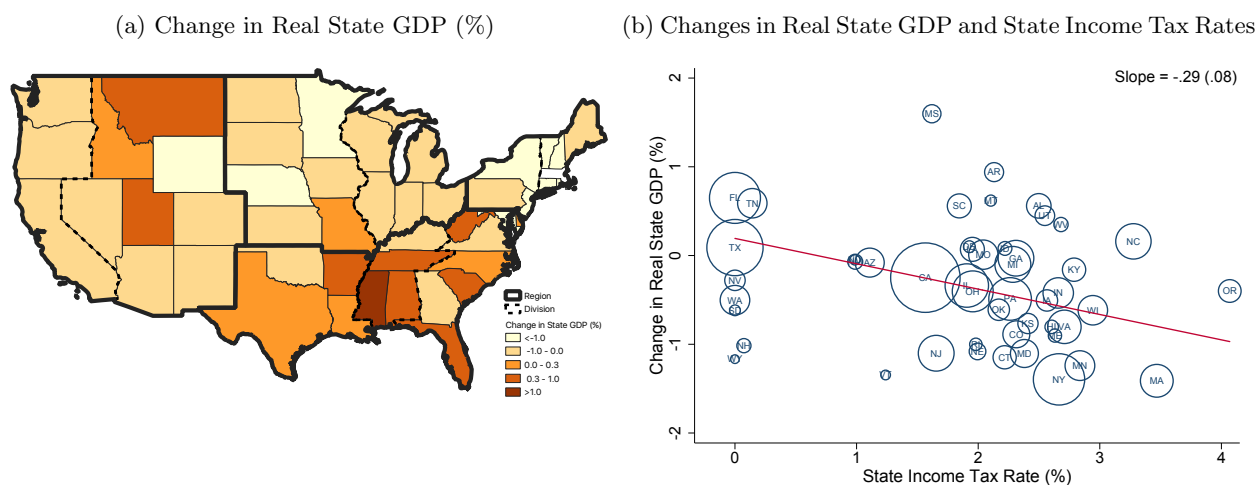 (a) Change in Real State GDP (%)
Region
Division
Change in State GDP (%)
<-1.0
-1.0 - 0.0
0.0 - 0.3
0.3 - 1.0
>1.0
(b) Changes in Real State GDP and State Income Tax Rates
Slope = -.29 (.08)
Change in Real State GDP (%)
2
1
0
-1
-2
MS
AR
MT
FL
TN
SC
AL
UT
WV
NC
TX
MO
GA
MI
AZ
KY
NV
CA
IL
OH
PA
IN
IA
OR
WA
SD
OK
WI
KS
VA
CO
NH
WY
NJ
NE
CT
MD
MN
VT
NY
MA
0
1
2
3
4
State Income Tax Rate (%)